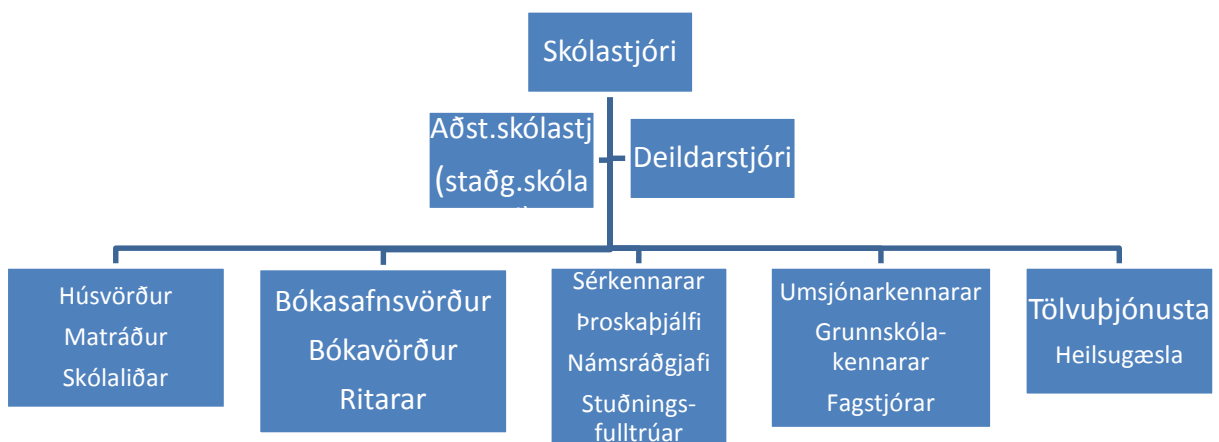 Skólastjóri
Aðst.skólastj
(staðg.skóla
Deildarstjóri
Húsvörður
Matráður
Skólaliðar
Bókasafnsvörður
Bókavörður
Ritarar
Sérkennarar
Þroskaþjálfi
Námsráðgjafi
Stuðnings-
fulltrúar
Umsjónarkennarar
Grunnskóla-
kennarar
Fagstjórar
Tölvuþjónusta
Heilsugæsla